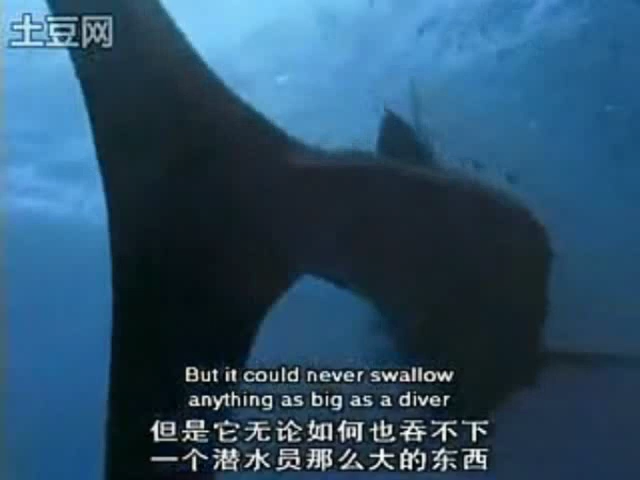 土豆网
But it could never swallow
anything as big as a diver
但是它无论如何也吞不下
一个潜水员那么大的东西